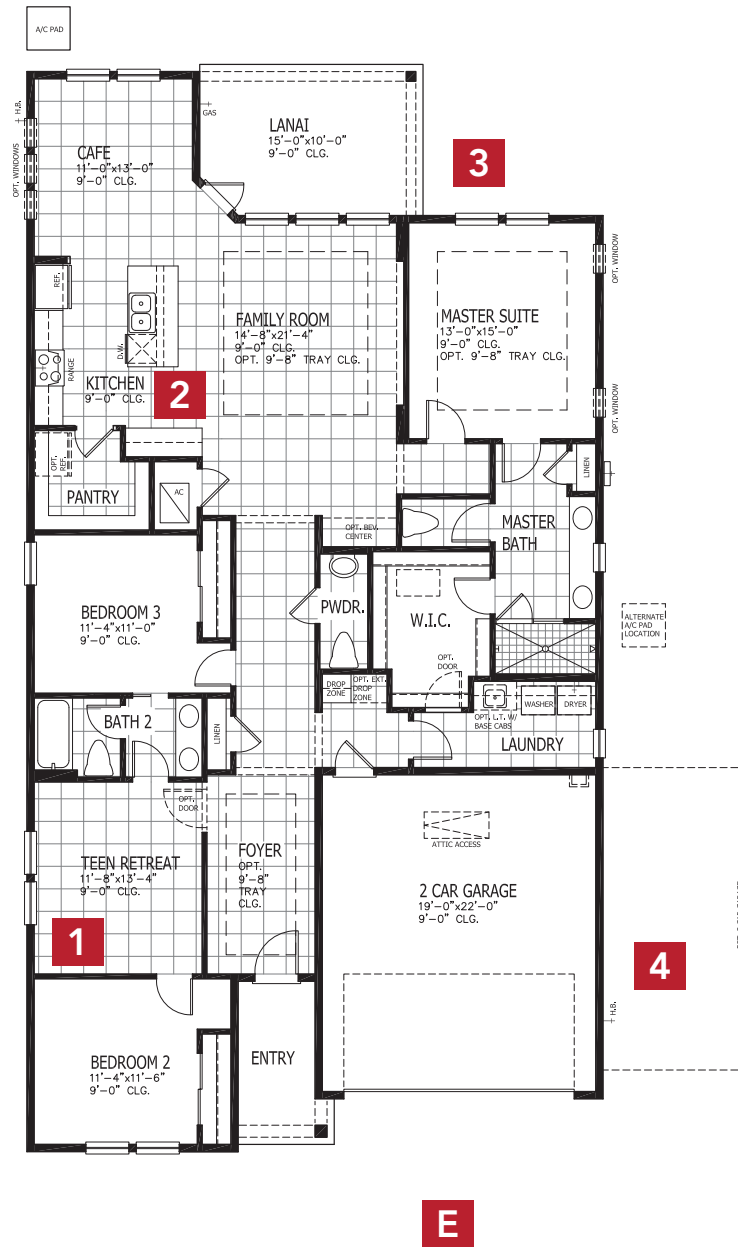 A/C PAD
H.B.
GAS
CAFE
11'-0"x13'-0"
9'-0" CLG.
LANAI
15'-0"x10'-0"
9'-0" CLG.
3
OPT. WINDOWS
OPT. WINDOW
REF.
FAMILY ROOM
14'-8"x21'-4"
9'-0" CLG.
OPT. 9'-8" TRAY CLG.
MASTER SUITE
13'-0"x15'-0"
9'-0" CLG.
OPT. 9'-8" TRAY CLG.
D.W.
RANGE
KITCHEN
9'-0" CLG.
2
OPT. WINDOW
OPT.
REF.
PANTRY
AC
LINEN
OPT. BEV.
CENTER
MASTER
BATH
BEDROOM 3
11'-4"x11'-0"
9'-0" CLG.
PWDR.
W.I.C.
ALTERNATE
A/C PAD
LOCATION
OPT.
DOOR
DROP
ZONE
OPT. EXT.
DROP
ZONE
BATH 2
LINEN
OPT. L.T. W/
BASE CABS
WASHER
DRYER
LAUNDRY
OPT.
DOOR
TEEN RETREAT
11'-8"x13'-4"
9'-0" CLG.
FOYER
OPT.
9'-8"
TRAY
CLG.
ATTIC ACCESS
2 CAR GARAGE
19'-0"x22'-0"
9'-0" CLG.
1
4
H.B.
BEDROOM 2
11'-4"x11'-6"
9'-0" CLG.
ENTRY
E